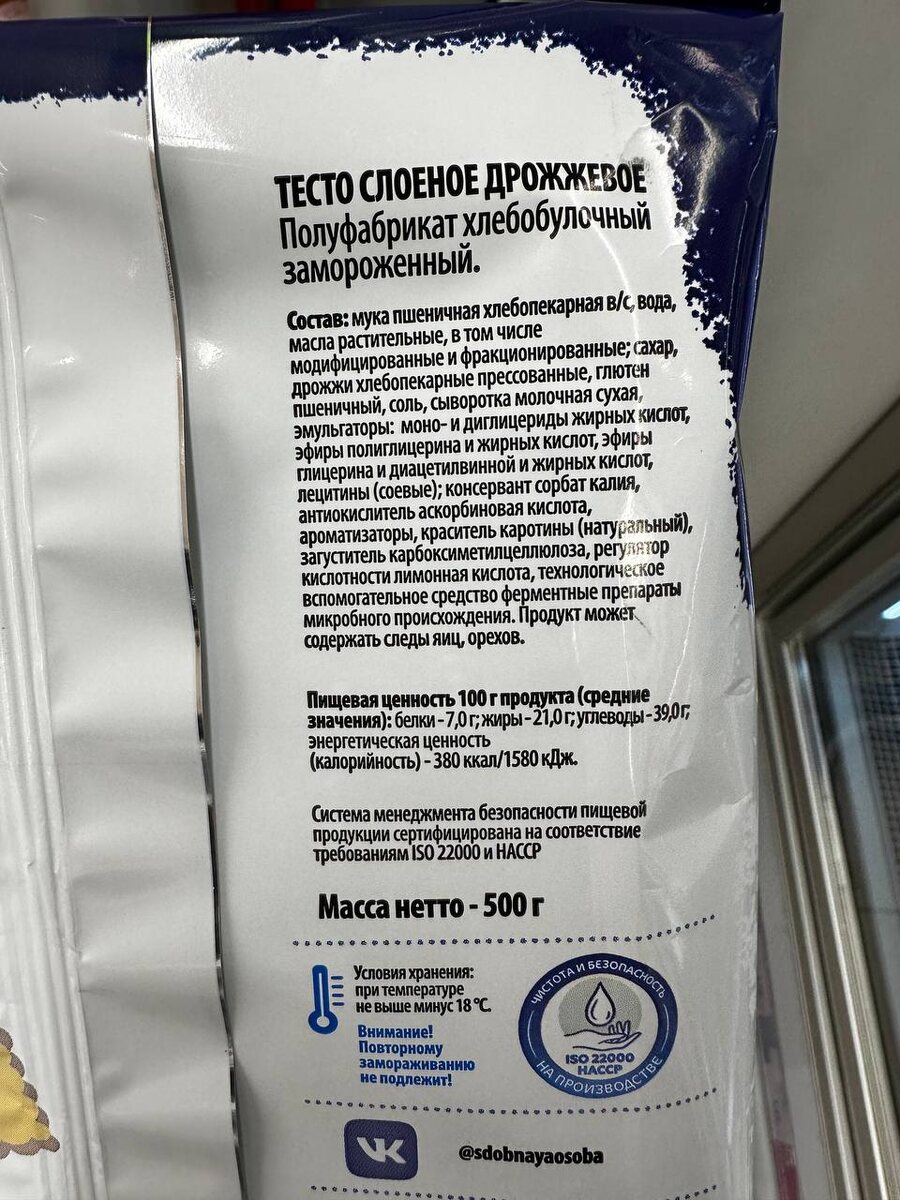 ТЕСТО СЛОЕНОЕ ДРОЖЖЕВОЕ
Полуфабрикат хлебобулочный
замороженный.
Состав: мука пшеничная хлебопекарная в/с, вода,
масла растительные, в том числе
модифицированные и фракционированные; сахар,
дрожжи хлебопекарные прессованные, глютен
пшеничный, соль, сыворотка молочная сухая,
эмульгаторы: моно- и диглицериды жирных кислот,
эфиры полиглицерина и жирных кислот, эфиры
глицерина и диацетилвинной и жирных кислот,
лецитины (соевые); консервант сорбат калия,
антиокислитель аскорбиновая кислота,
ароматизаторы, краситель каротины (натуральный),
загуститель карбоксиметилцеллюлоза, регулятор
кислотности лимонная кислота, технологическое
вспомогательное средство ферментные препараты
микробного происхождения. Продукт может
содержать следы яиц, орехов.
Пищевая ценность 100 г продукта (средние
значения): белки - 7,0 г; жиры - 21,0 г; углеводы - 39,0 г;
энергетическая ценность
(калорийность) - 380 ккал/1580 кДж.
Система менеджмента безопасности пищевой
продукции сертифицирована на соответствие
требованиям ISO 22000 и HACCP
Масса нетто - 500 г
Условия хранения:
при температуре
не выше минус 18 °С.
Внимание!
Повторному
замораживанию
не подлежит!
ЧИСТОТА И БЕЗОПАСНОСТЬ
ISO 22000
HACCP
НА ПРОИЗВОДСТВЕ
VK
@sdobnayaosoba